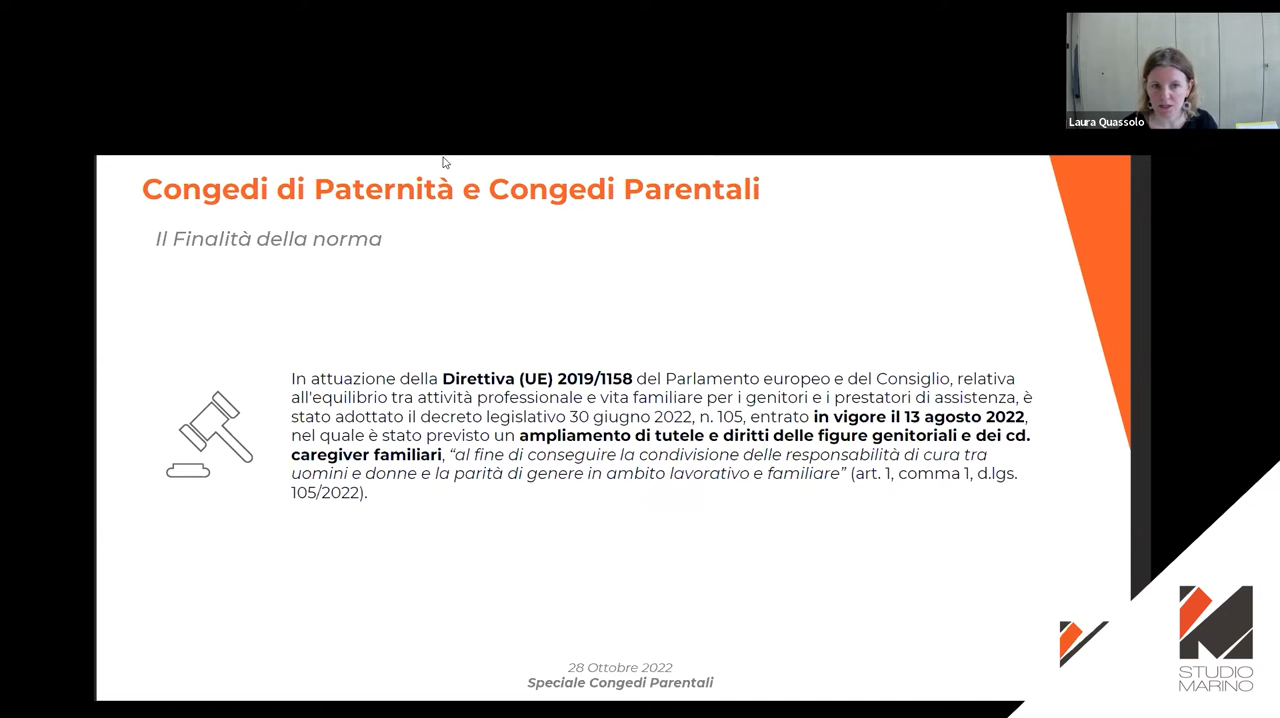 Laura Quassolo
Congedi di Paternità e Congedi Parentali
Il Finalità della norma
In attuazione della Direttiva (UE) 2019/1158 del Parlamento europeo e del Consiglio, relativa
all'equilibrio tra attività professionale e vita familiare per i genitori e i prestatori di assistenza, è
stato adottato il decreto legislativo 30 giugno 2022, n. 105, entrato in vigore il 13 agosto 2022,
nel quale è stato previsto un ampliamento di tutele e diritti delle figure genitoriali e dei cd.
caregiver familiari, “al fine di conseguire la condivisione delle responsabilità di cura tra
uomini e donne e la parità di genere in ambito lavorativo e familiare” (art. 1, comma 1, d.lgs.
105/2022).
28 Ottobre 2022
Speciale Congedi Parentali
STUDIO
MARINO